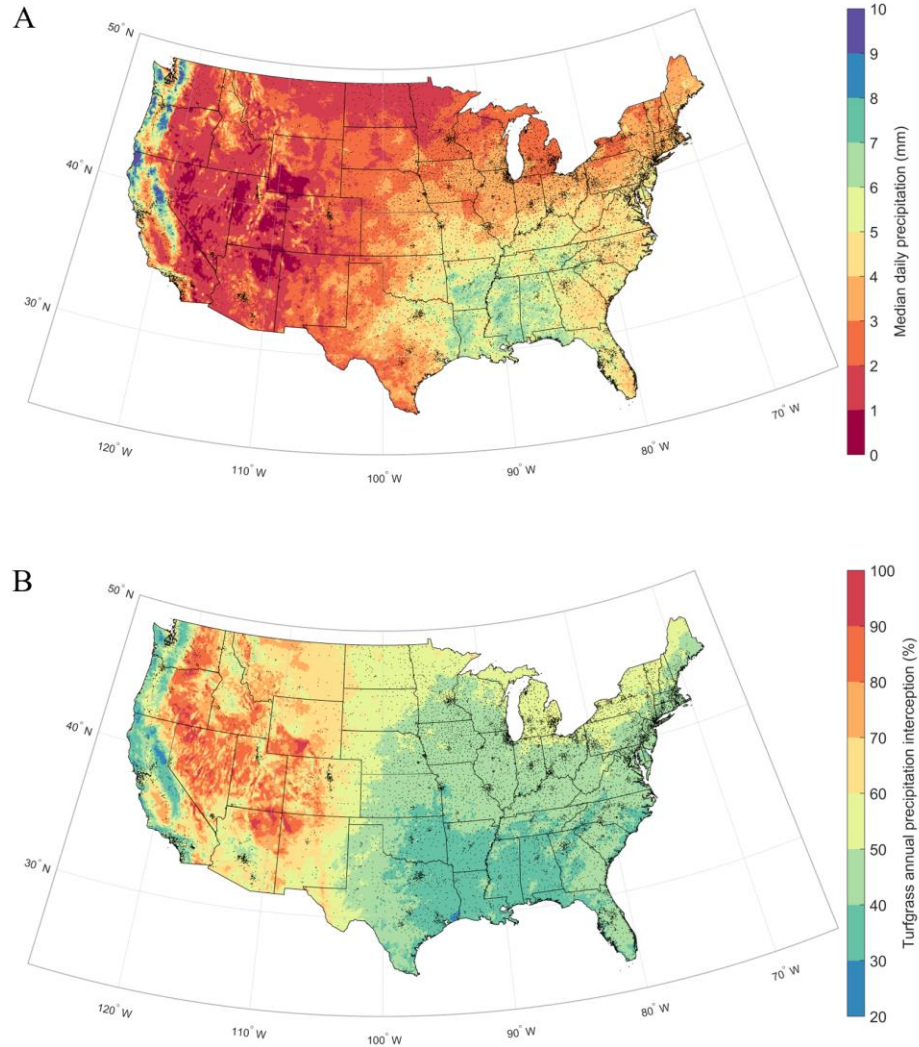 A
50° N
40° N
30° N
120° W
110° W
100° W
90° W
80° W
70° W
10
9
8
7
6
5
4
3
2
1
0
Median daily precipitation (mm)
B
50° N
40° N
30° N
120° W
110° W
100° W
90° W
80° W
70° W
100
90
80
70
60
50
40
30
20
Turfgrass annual precipitation interception (%)